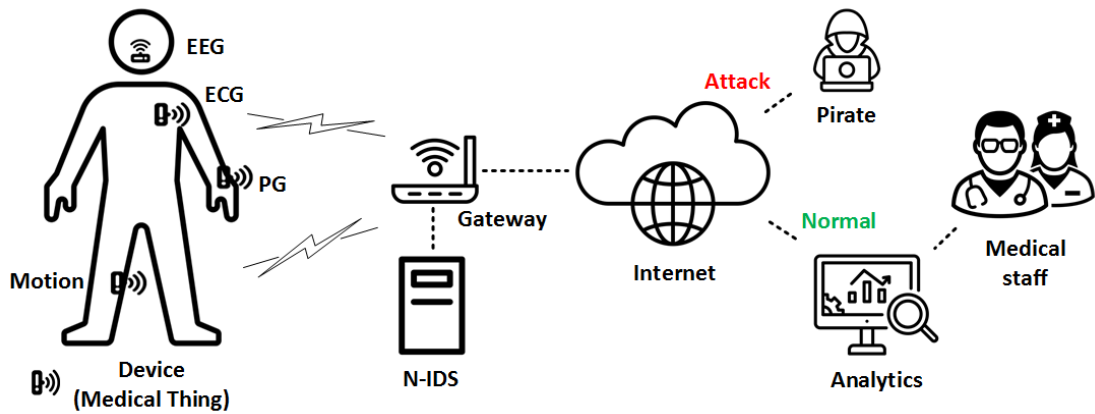 EEG
ECG
PG
Motion
Device
(Medical Thing)
Gateway
N-IDS
Internet
Attack
Pirate
Normal
Analytics
Medical
staff